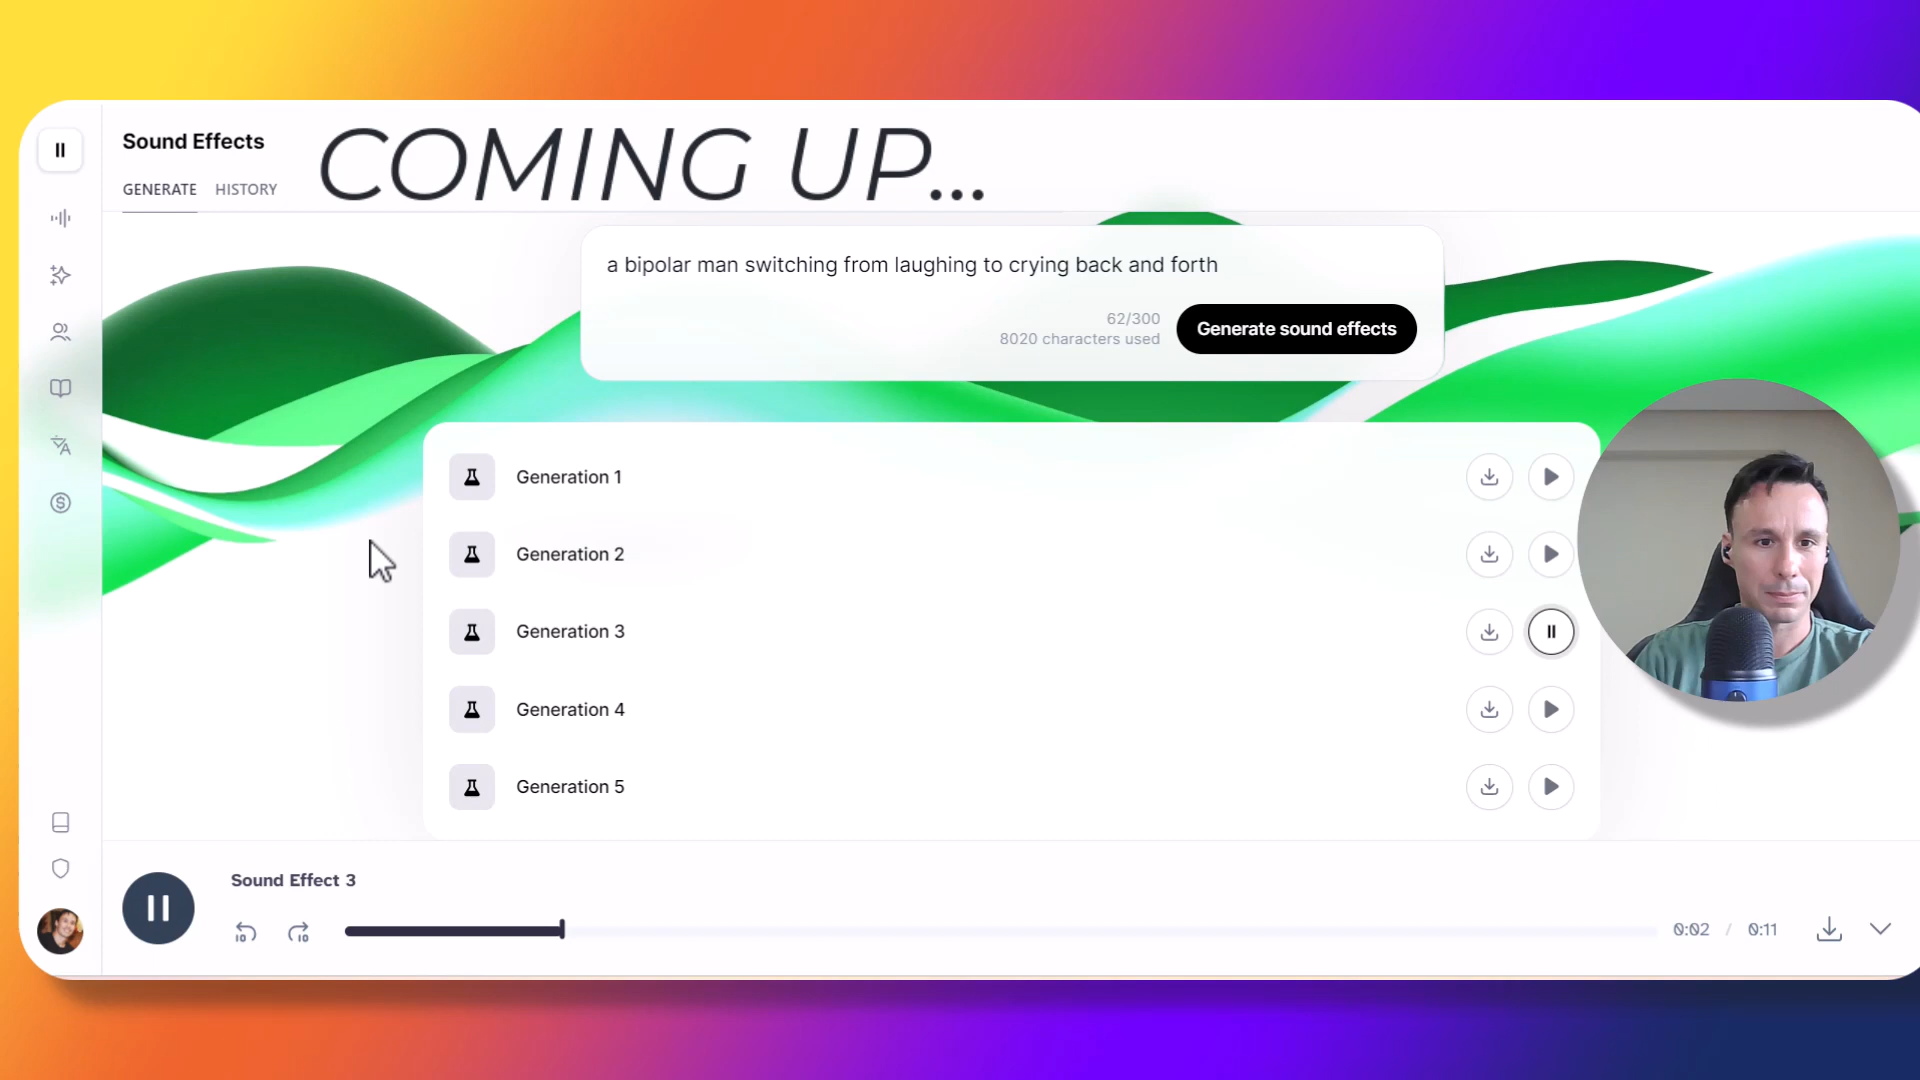 Sound Effects
COMING UP...
GENERATE HISTORY
a bipolar man switching from laughing to crying back and forth
62/300
8020 characters used
Generate sound effects
Generation 1
Generation 2
Generation 3
Generation 4
Generation 5
Sound Effect 3
10 10
0:02 / 0:11